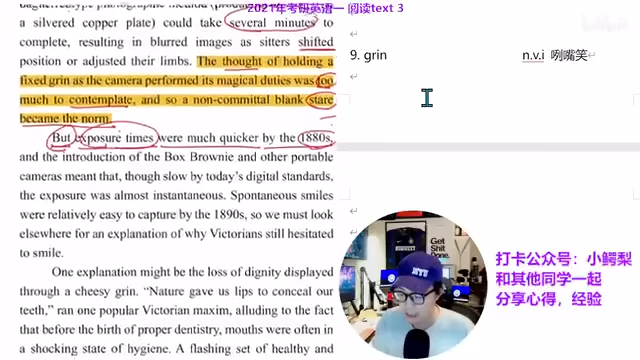 2021年考研英语一 阅读text 3
a silvered copper plate) could take several minutes to
complete, resulting in blurred images as sitters shifted
position or adjusted their limbs. The thought of holding a
fixed grin as the camera performed its magical duties was too
much to contemplate, and so a non-committal blank stare
became the norm.
But exposure times were much quicker by the 1880s,
and the introduction of the Box Brownie and other portable
cameras meant that, though slow by today's digital standards,
the exposure was almost instantaneous. Spontaneous smiles
were relatively easy to capture by the 1890s, so we must look
elsewhere for an explanation of why Victorians still hesitated
to smile.
One explanation might be the loss of dignity displayed
through a cheesy grin. “Nature gave us lips to conceal our
teeth,” ran one popular Victorian maxim, alluding to the fact
that before the birth of proper dentistry, mouths were often in
a shocking state of hygiene. A flashing set of healthy and
9. grin n.v.i 咧嘴笑
bilibili
Get
Shit
Done.
NYU
打卡公众号：小鳄梨
和其他同学一起
分享心得，经验